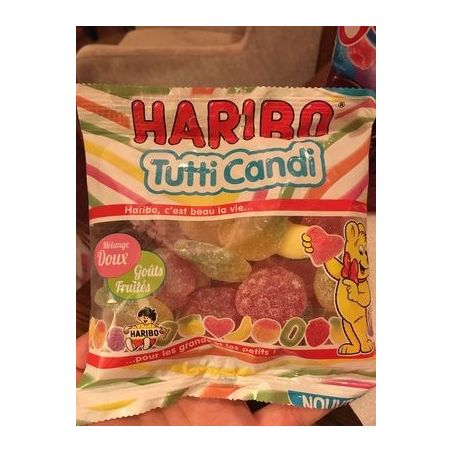 HARIBO
Tutti Candi
Haribo, c'est beau la vie...
Mélange
Doux
Goûts
Fruités
HARIBO
...pour les grands et les petits !